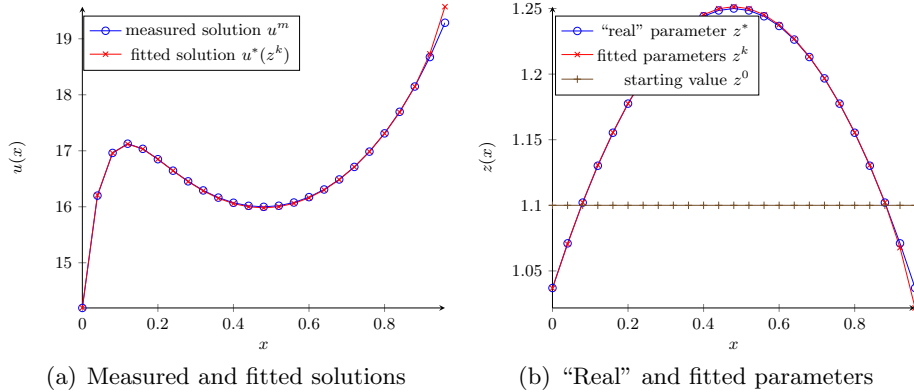 19
18
17
16
15
u(x)
measured solution u^m
fitted solution u*(z^k)
0
0.2
0.4
0.6
0.8
x
(a) Measured and fitted solutions
1.25
1.2
1.15
1.1
1.05
z(x)
“real” parameter z*
fitted parameters z^k
starting value z^0
0
0.2
0.4
0.6
0.8
x
(b) “Real” and fitted parameters